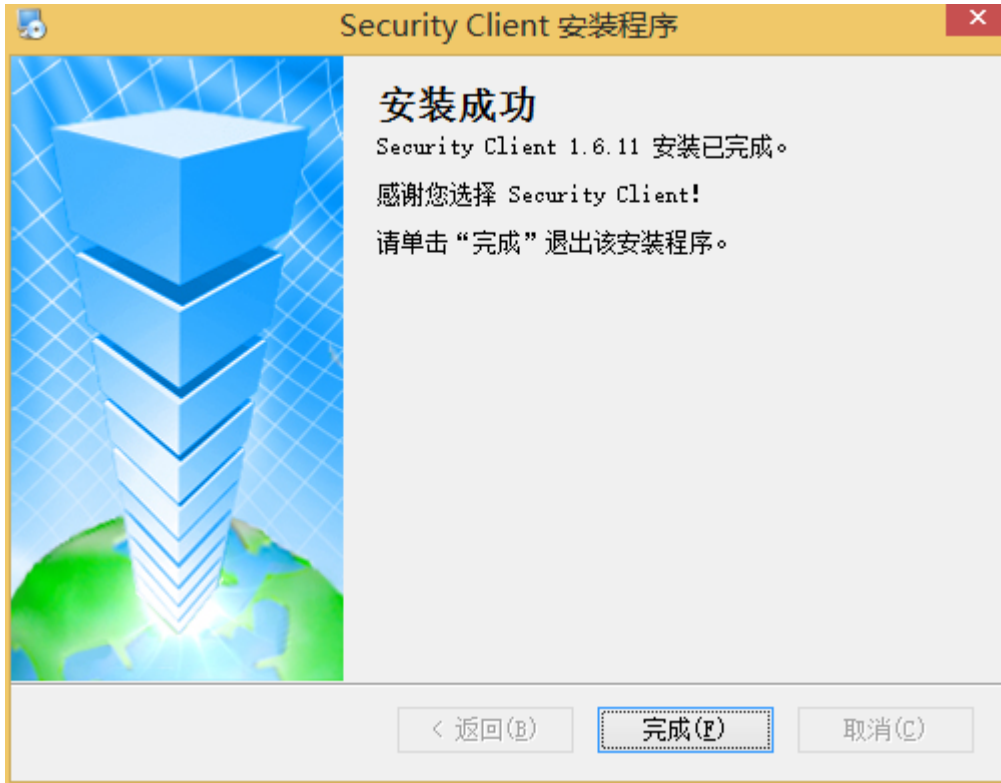 Security Client 安装程序
安装成功
Security Client 1.6.11 安装已完成。
感谢您选择 Security Client!
请单击“完成”退出该安装程序。
< 返回(B)
完成(F)
取消(C)